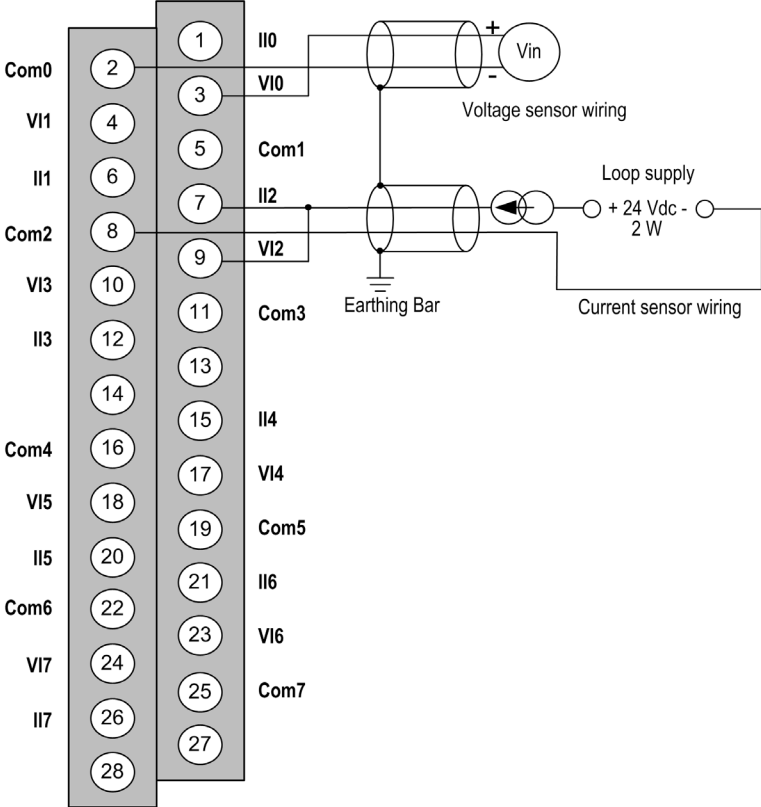 1 II0
+
Vin
2 Com0
-
3 VI0
Voltage sensor wiring
4 VI1
5 Com1
6 II1
Loop supply
7 II2
+ 24 Vdc -
2 W
8 Com2
9 VI2
10 VI3
Earthing Bar
Current sensor wiring
11 Com3
12 II3
13
14
15 II4
16 Com4
17 VI4
18 VI5
19 Com5
20 II5
21 II6
22 Com6
23 VI6
24 VI7
25 Com7
26 II7
27
28